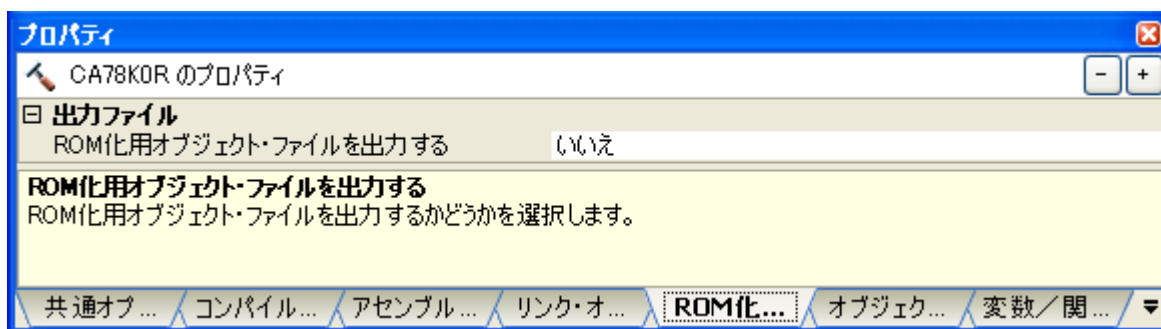 プロパティ
CA78K0R のプロパティ
- +
出力ファイル
ROM化用オブジェクト・ファイルを出力する いいえ
ROM化用オブジェクト・ファイルを出力する
ROM化用オブジェクト・ファイルを出力するかどうかを選択します。
共通オプ... コンパイル... アセンブル... リンク・オ... ROM化... オブジェク... 変数／関...